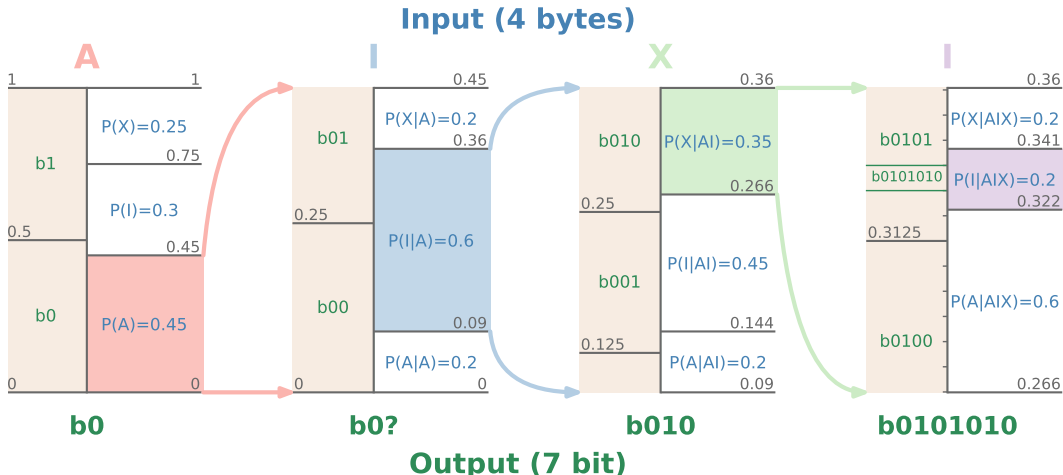 Input (4 bytes)
A
I
X
I
1
1
P(X)=0.25
0.75
b1
P(I)=0.3
0.5
0.45
b0
P(A)=0.45
0
0
0.45
P(X|A)=0.2
b01
0.36
0.25
P(I|A)=0.6
b00
0.09
P(A|A)=0.2
0
0
0.36
b010
P(X|AI)=0.35
0.266
0.25
P(I|AI)=0.45
b001
0.144
0.125
P(A|AI)=0.2
0.09
0.36
P(X|AIX)=0.2
b0101
0.341
b0101010
P(I|AIX)=0.2
0.322
0.3125
P(A|AIX)=0.6
b0100
0.266
b0
b0?
b010
b0101010
Output (7 bit)